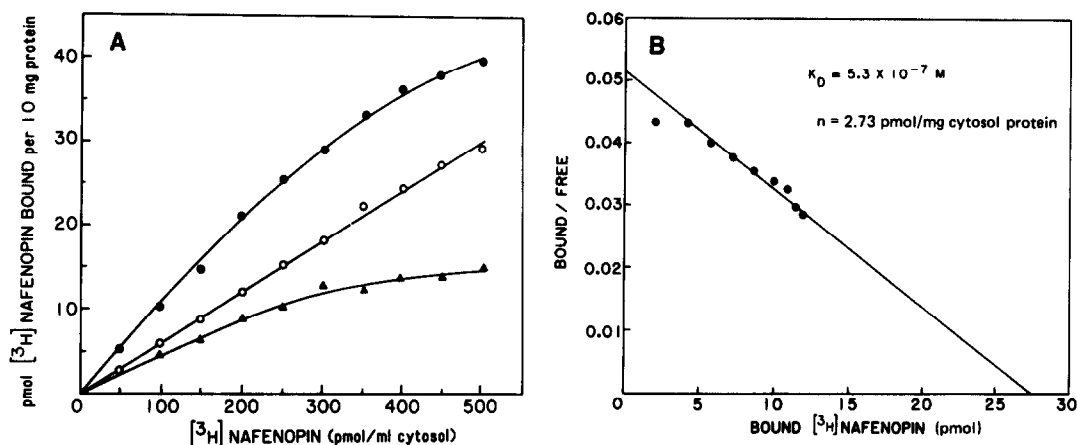 A
pmol [³H] NAFENOPIN BOUND per 10 mg protein
40
30
20
10
0
100
200
300
400
500
[³H] NAFENOPIN (pmol/ml cytosol)
B
K_D = 5.3 X 10⁻⁷ M
n = 2.73 pmol/mg cytosol protein
BOUND / FREE
0.06
0.05
0.04
0.03
0.02
0.01
0
5
10
15
20
25
30
BOUND [³H]NAFENOPIN (pmol)